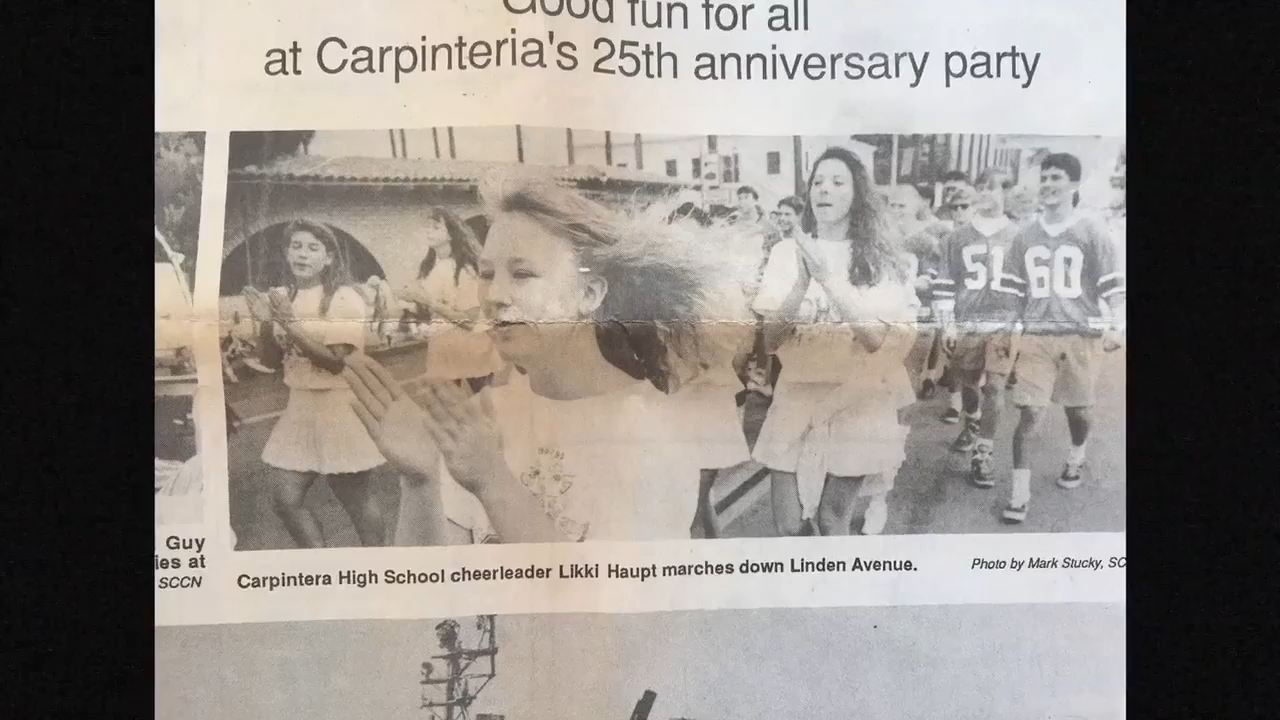 Good fun for all
at Carpinteria's 25th anniversary party
51
60
Guy
ies at
SCCN
Carpintera High School cheerleader Likki Haupt marches down Linden Avenue.
Photo by Mark Stucky, SC